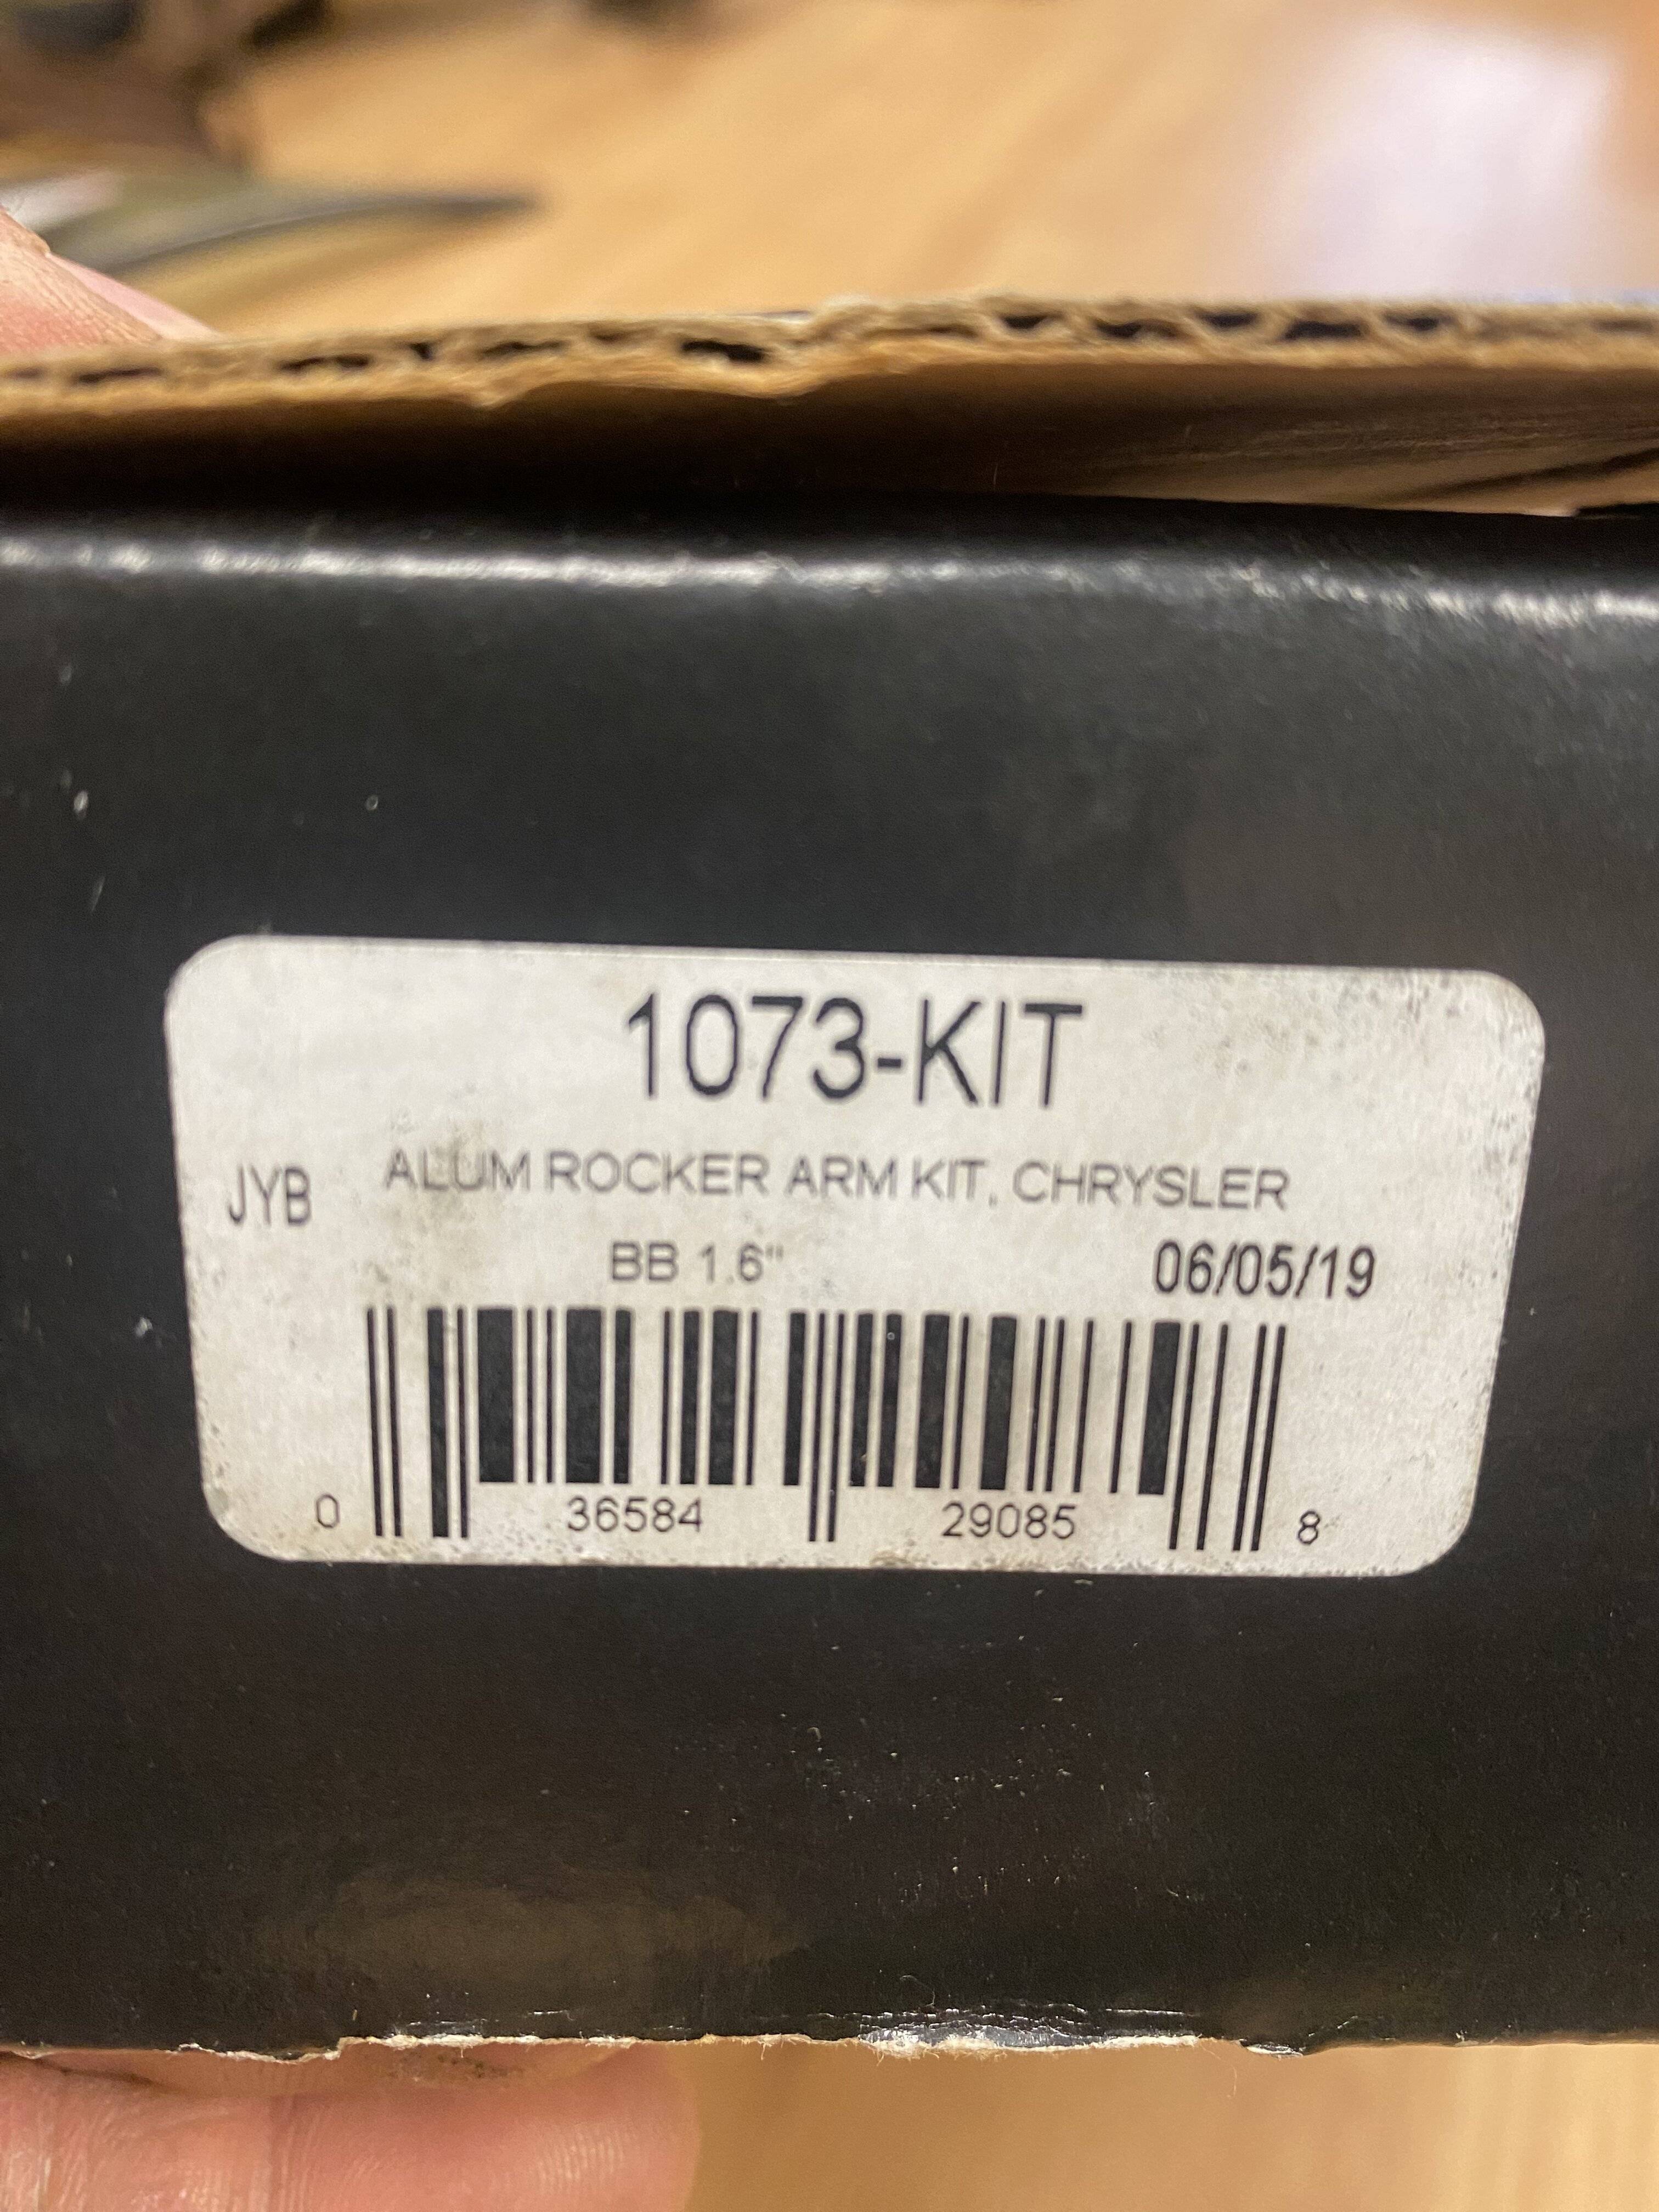 1073-KIT
JYB
ALUM ROCKER ARM KIT, CHRYSLER
BB 1.6"
06/05/19
0 36584 29085 8